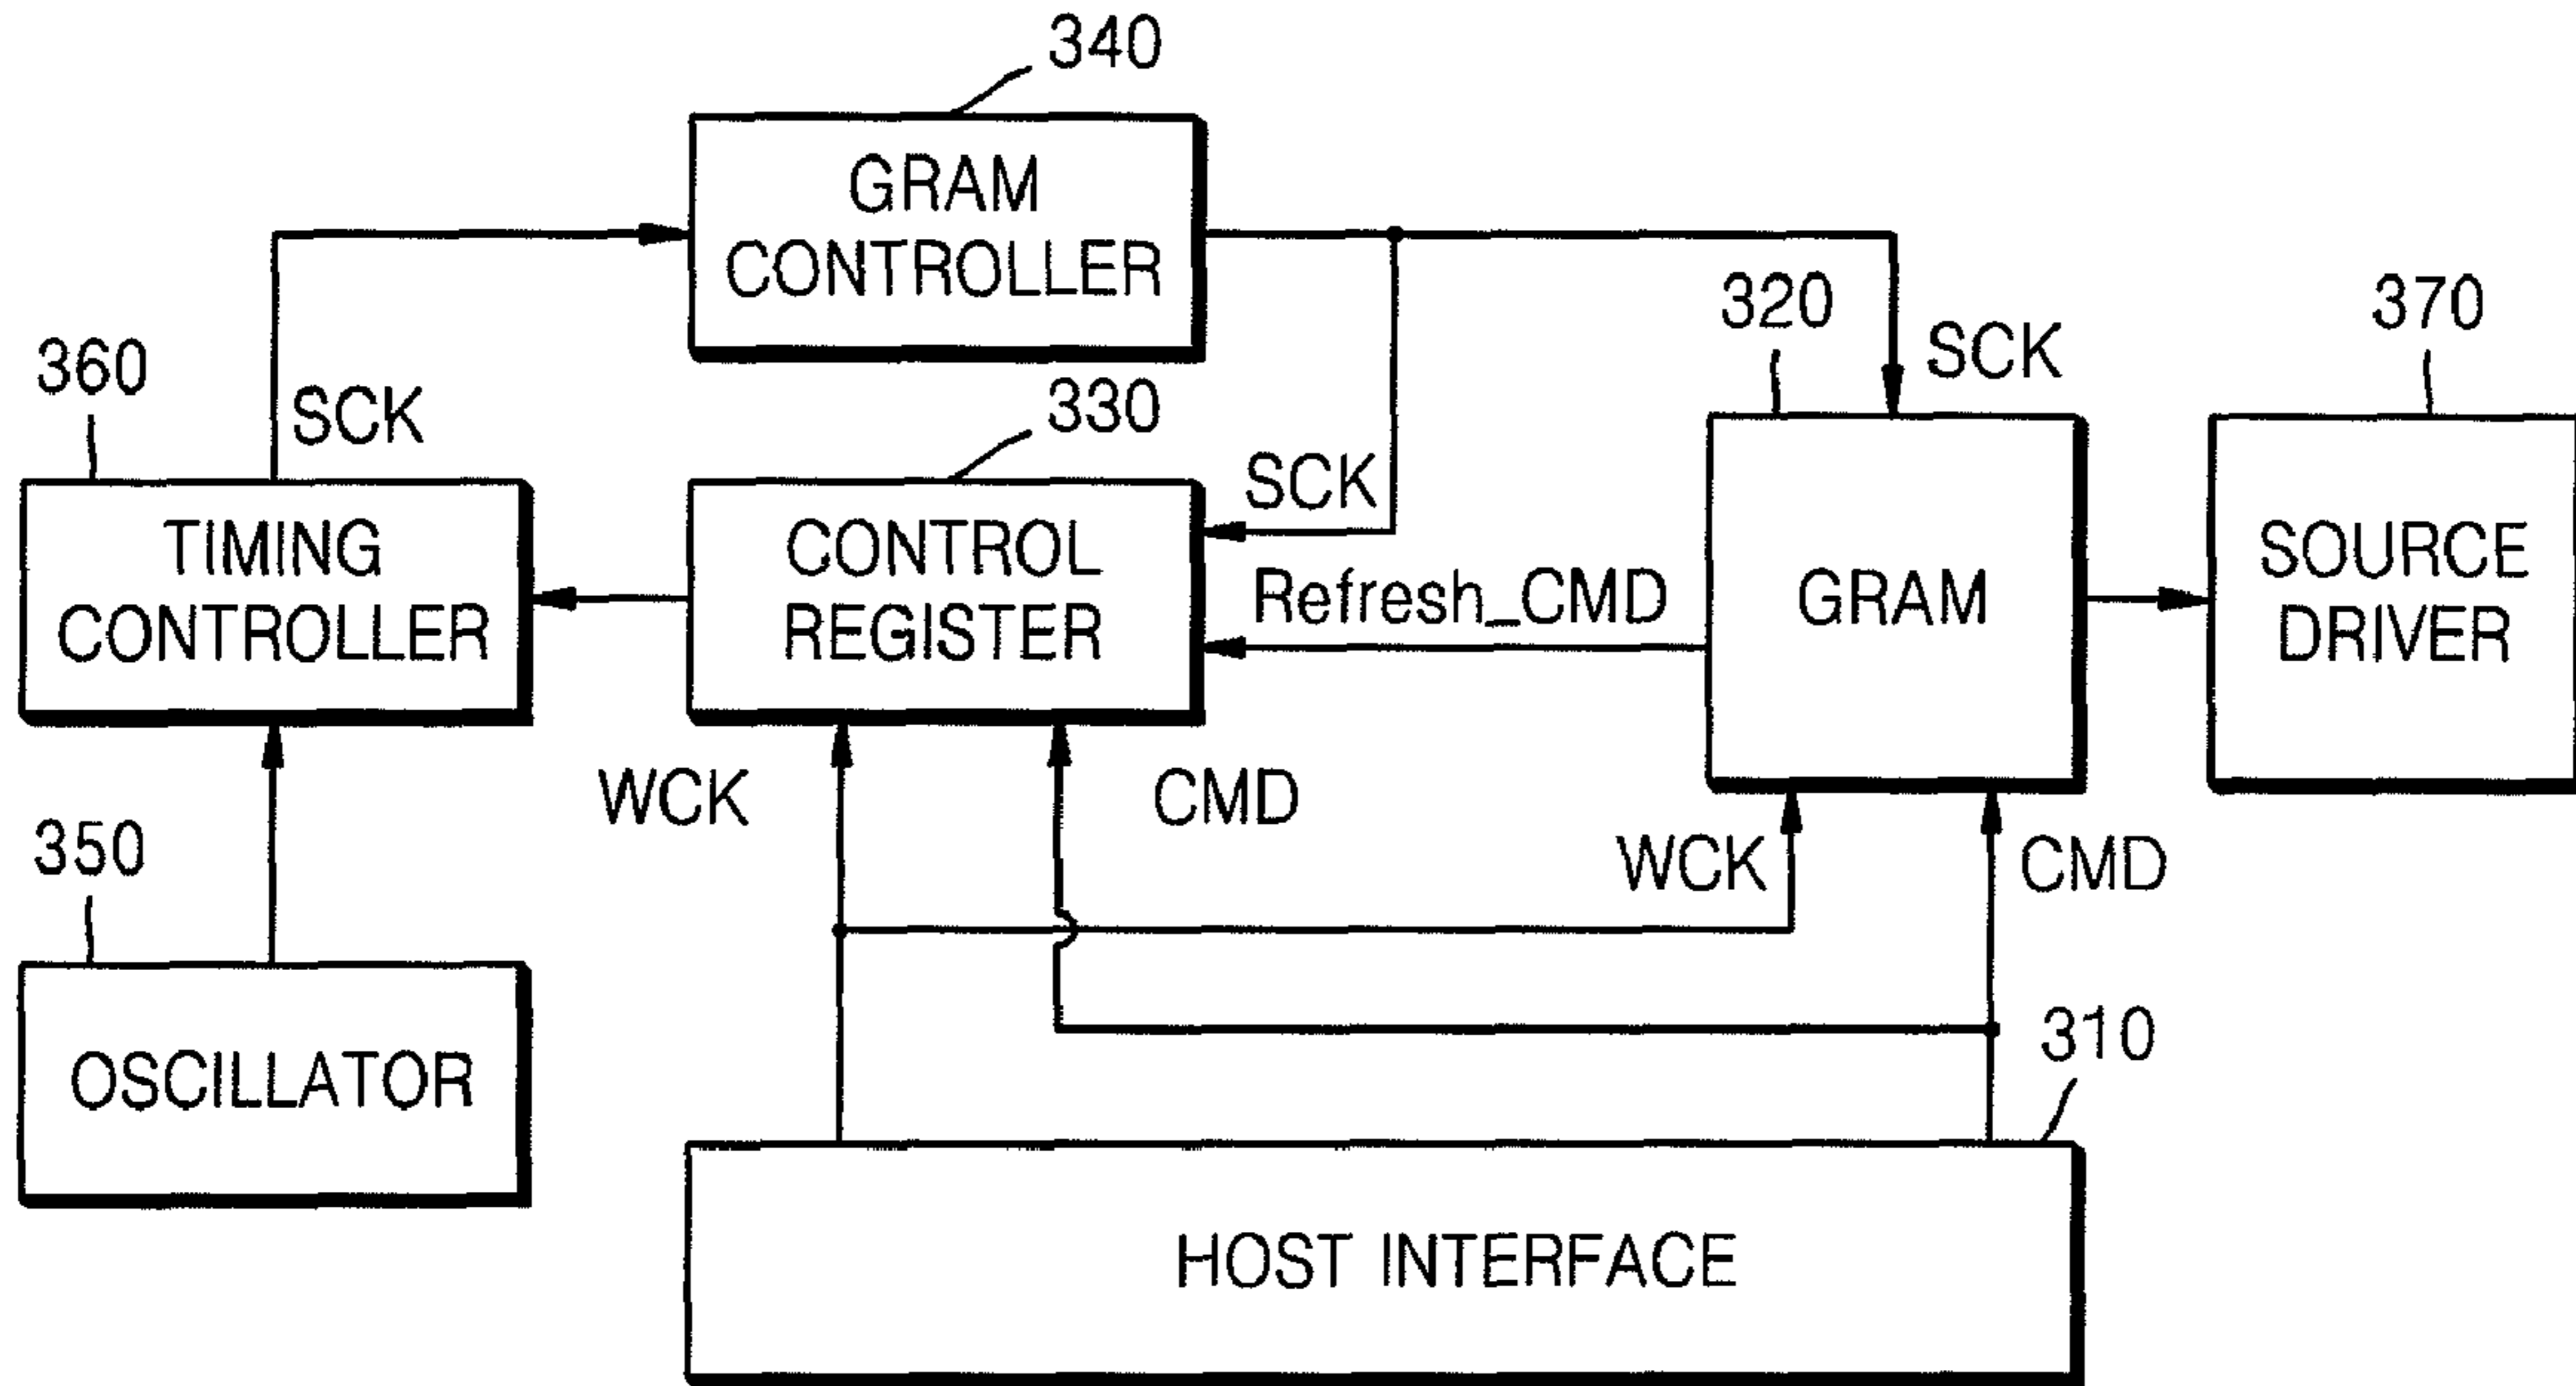 340
GRAM
CONTROLLER
360
SCK
330
320
SCK
370
TIMING
CONTROLLER
CONTROL
REGISTER
SCK
Refresh_CMD
GRAM
SOURCE
DRIVER
WCK
CMD
350
WCK
CMD
OSCILLATOR
310
HOST INTERFACE